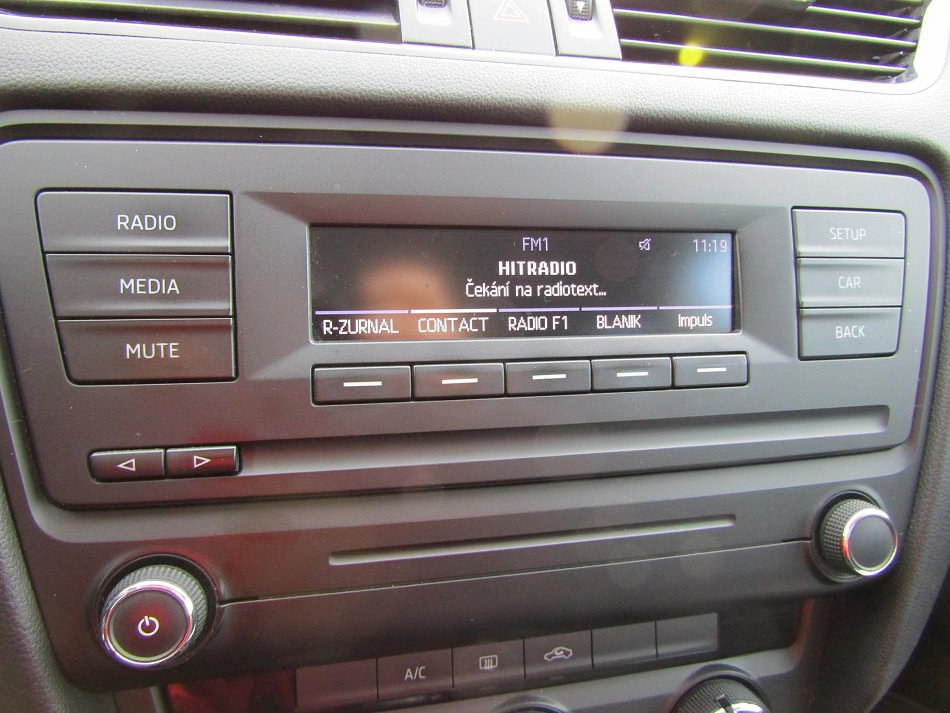 RADIO
MEDIA
MUTE
FM1 11:19
HITRADIO
Čekání na radiotext...
R-ZURNAL CONTACT RADIO F1 BLANIK Impuls
SETUP
CAR
BACK
A/C